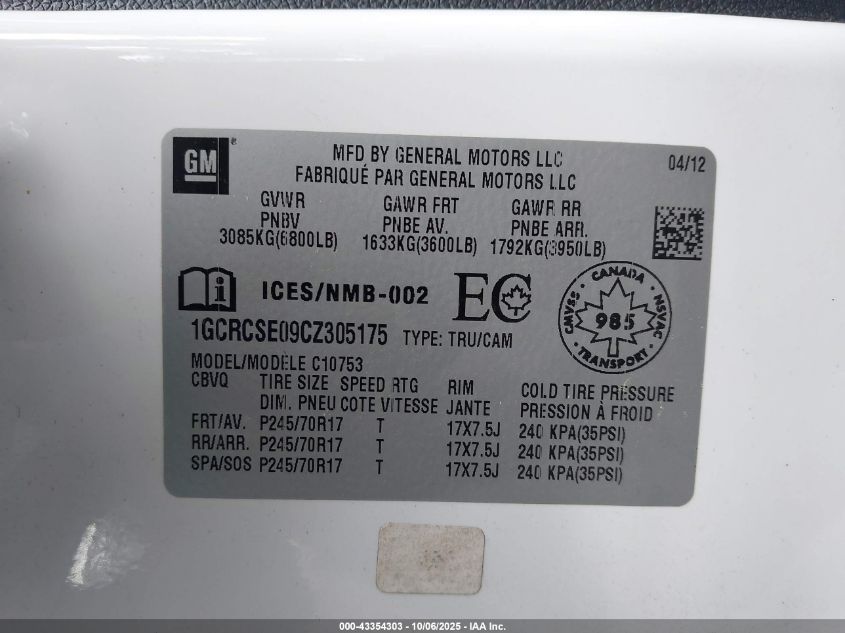 GM® MFD BY GENERAL MOTORS LLC 04/12
FABRIQUÉ PAR GENERAL MOTORS LLC
GVWR GAWR FRT GAWR RR
PNBV PNBE AV. PNBE ARR.
3085KG(6800LB) 1633KG(3600LB) 1792KG(3950LB)
i ICES/NMB-002 EC
CANADA
CMVSS 985 NSVAC
TRANSPORT
1GCRCSE09CZ305175 TYPE: TRU/CAM
MODEL/MODÈLE C10753
CBVQ TIRE SIZE SPEED RTG RIM COLD TIRE PRESSURE
DIM. PNEU COTE VITESSE JANTE PRESSION À FROID
FRT/AV. P245/70R17 T 17X7.5J 240 KPA(35PSI)
RR/ARR. P245/70R17 T 17X7.5J 240 KPA(35PSI)
SPA/SOS P245/70R17 T 17X7.5J 240 KPA(35PSI)
000-43354303 - 10/06/2025 - IAA Inc.